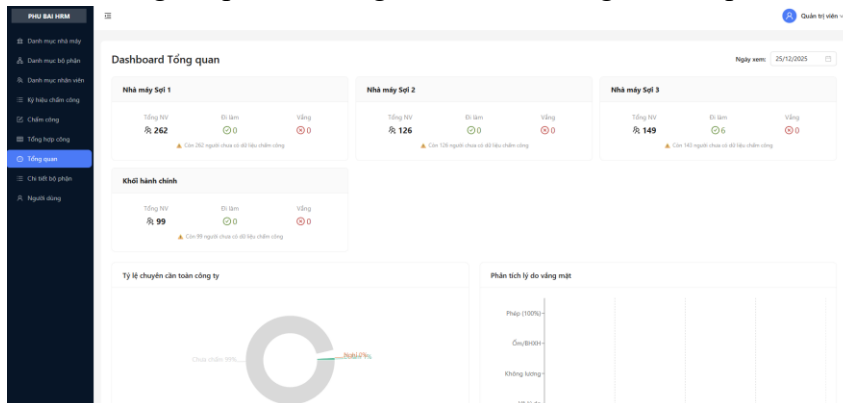 PHU BAI HRM
Quản trị viên
Danh mục nhà máy
Danh mục bộ phận
Danh mục nhân viên
Ký hiệu chấm công
Chấm công
Tổng hợp công
Tổng quan
Chi tiết bộ phận
Người dùng
Dashboard Tổng quan
Ngày xem: 25/12/2025
Nhà máy Sợi 1
Tổng NV Đi làm Vắng
262 0 0
Còn 262 người chưa có dữ liệu chấm công
Nhà máy Sợi 2
Tổng NV Đi làm Vắng
126 0 0
Còn 126 người chưa có dữ liệu chấm công
Nhà máy Sợi 3
Tổng NV Đi làm Vắng
149 6 0
Còn 143 người chưa có dữ liệu chấm công
Khối hành chính
Tổng NV Đi làm Vắng
99 0 0
Còn 99 người chưa có dữ liệu chấm công
Tỷ lệ chuyên cần toàn công ty
Chưa chấm 99%
Phân tích lý do vắng mặt
Phép (100%)
Ốm/BHXH
Không lương